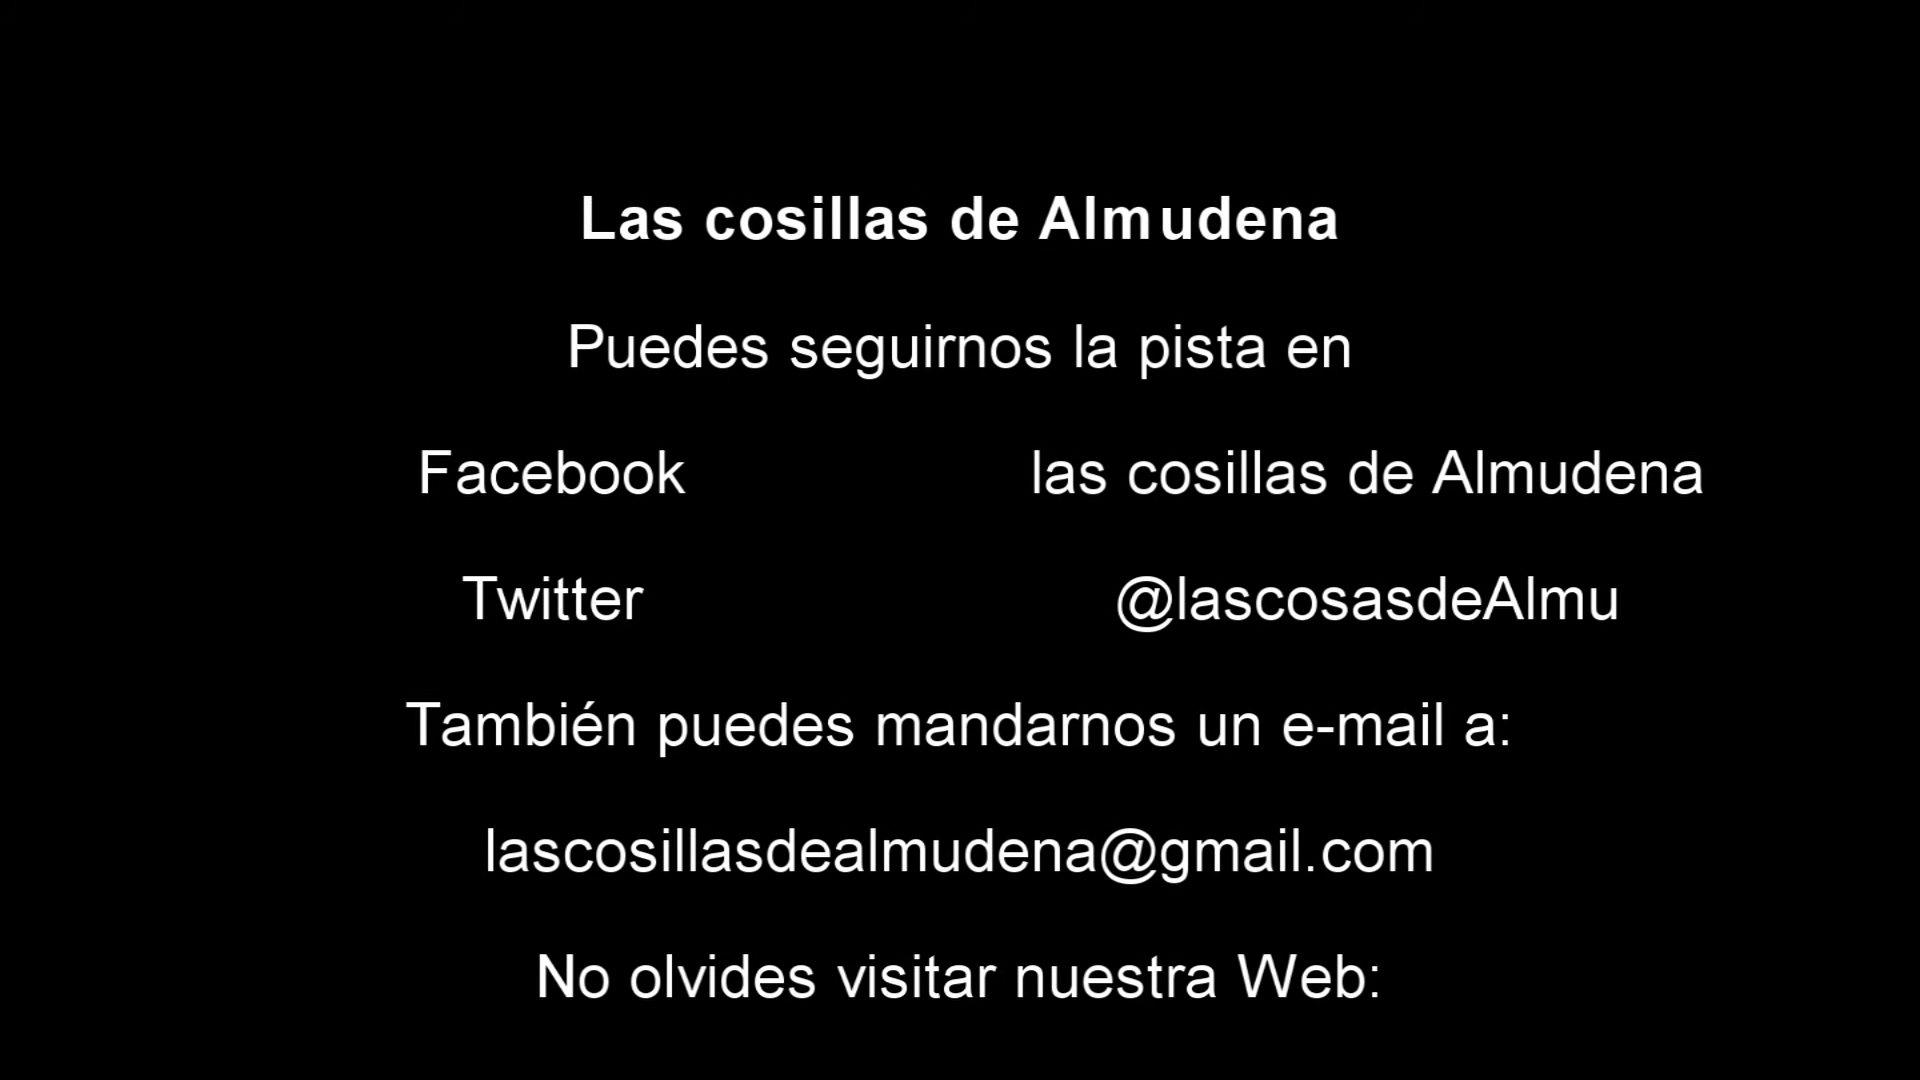 Las cosillas de Almudena
Puedes seguirnos la pista en
Facebook las cosillas de Almudena
Twitter @lascosasdeAlmu
También puedes mandarnos un e-mail a:
lascosillasdealmudena@gmail.com
No olvides visitar nuestra Web: